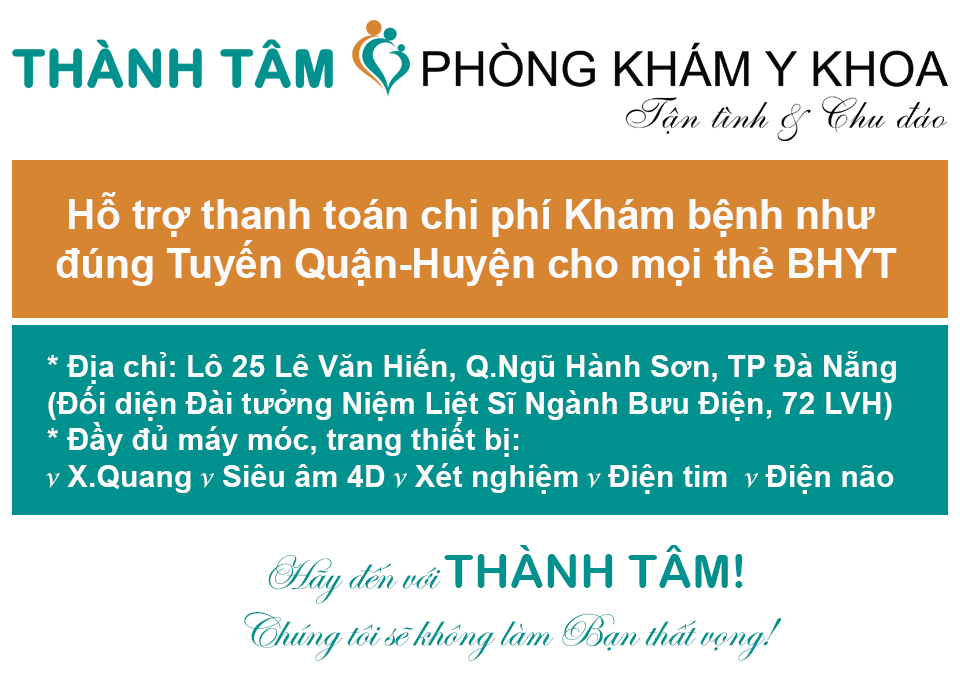 THÀNH TÂM PHÒNG KHÁM Y KHOA
Tận tình & Chu đáo
Hỗ trợ thanh toán chi phí Khám bệnh như
đúng Tuyến Quận-Huyện cho mọi thẻ BHYT
* Địa chỉ: Lô 25 Lê Văn Hiến, Q.Ngũ Hành Sơn, TP Đà Nẵng
(Đối diện Đài tưởng Niệm Liệt Sĩ Ngành Bưu Điện, 72 LVH)
* Đầy đủ máy móc, trang thiết bị:
v X.Quang v Siêu âm 4D v Xét nghiệm v Điện tim v Điện não
Hãy đến với THÀNH TÂM!
Chúng tôi sẽ không làm Bạn thất vọng!